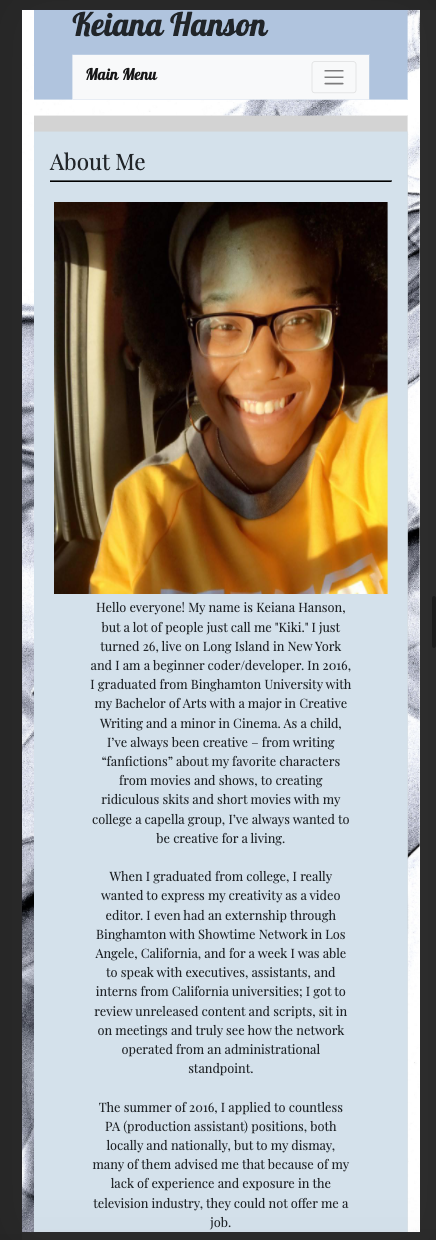 Keiana Hanson
Main Menu
About Me
Hello everyone! My name is Keiana Hanson,
but a lot of people just call me "Kiki." I just
turned 26, live on Long Island in New York
and I am a beginner coder/developer. In 2016,
I graduated from Binghamton University with
my Bachelor of Arts with a major in Creative
Writing and a minor in Cinema. As a child,
I’ve always been creative – from writing
“fanfictions” about my favorite characters
from movies and shows, to creating
ridiculous skits and short movies with my
college a capella group, I’ve always wanted to
be creative for a living.
When I graduated from college, I really
wanted to express my creativity as a video
editor. I even had an externship through
Binghamton with Showtime Network in Los
Angele, California, and for a week I was able
to speak with executives, assistants, and
interns from California universities; I got to
review unreleased content and scripts, sit in
on meetings and truly see how the network
operated from an administrational
standpoint.
The summer of 2016, I applied to countless
PA (production assistant) positions, both
locally and nationally, but to my dismay,
many of them advised me that because of my
lack of experience and exposure in the
television industry, they could not offer me a
job.